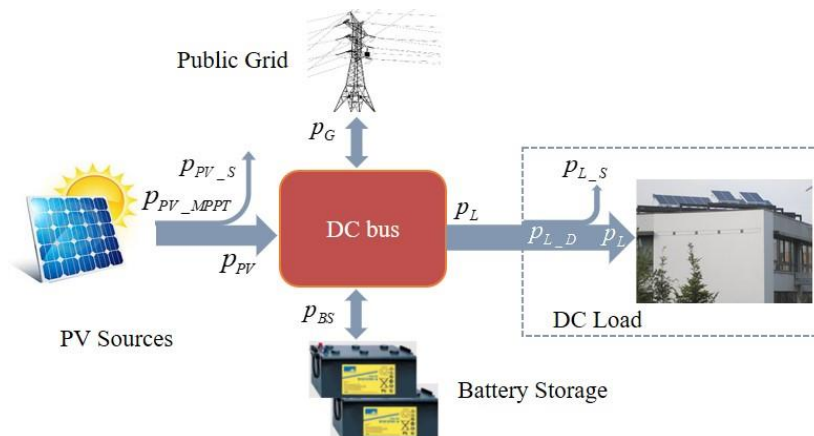 Public Grid
p_G
p_PV_S
p_PV_MPPT
p_PV
DC bus
p_L
p_L_S
p_L_D
p_L
p_BS
PV Sources
DC Load
Battery Storage